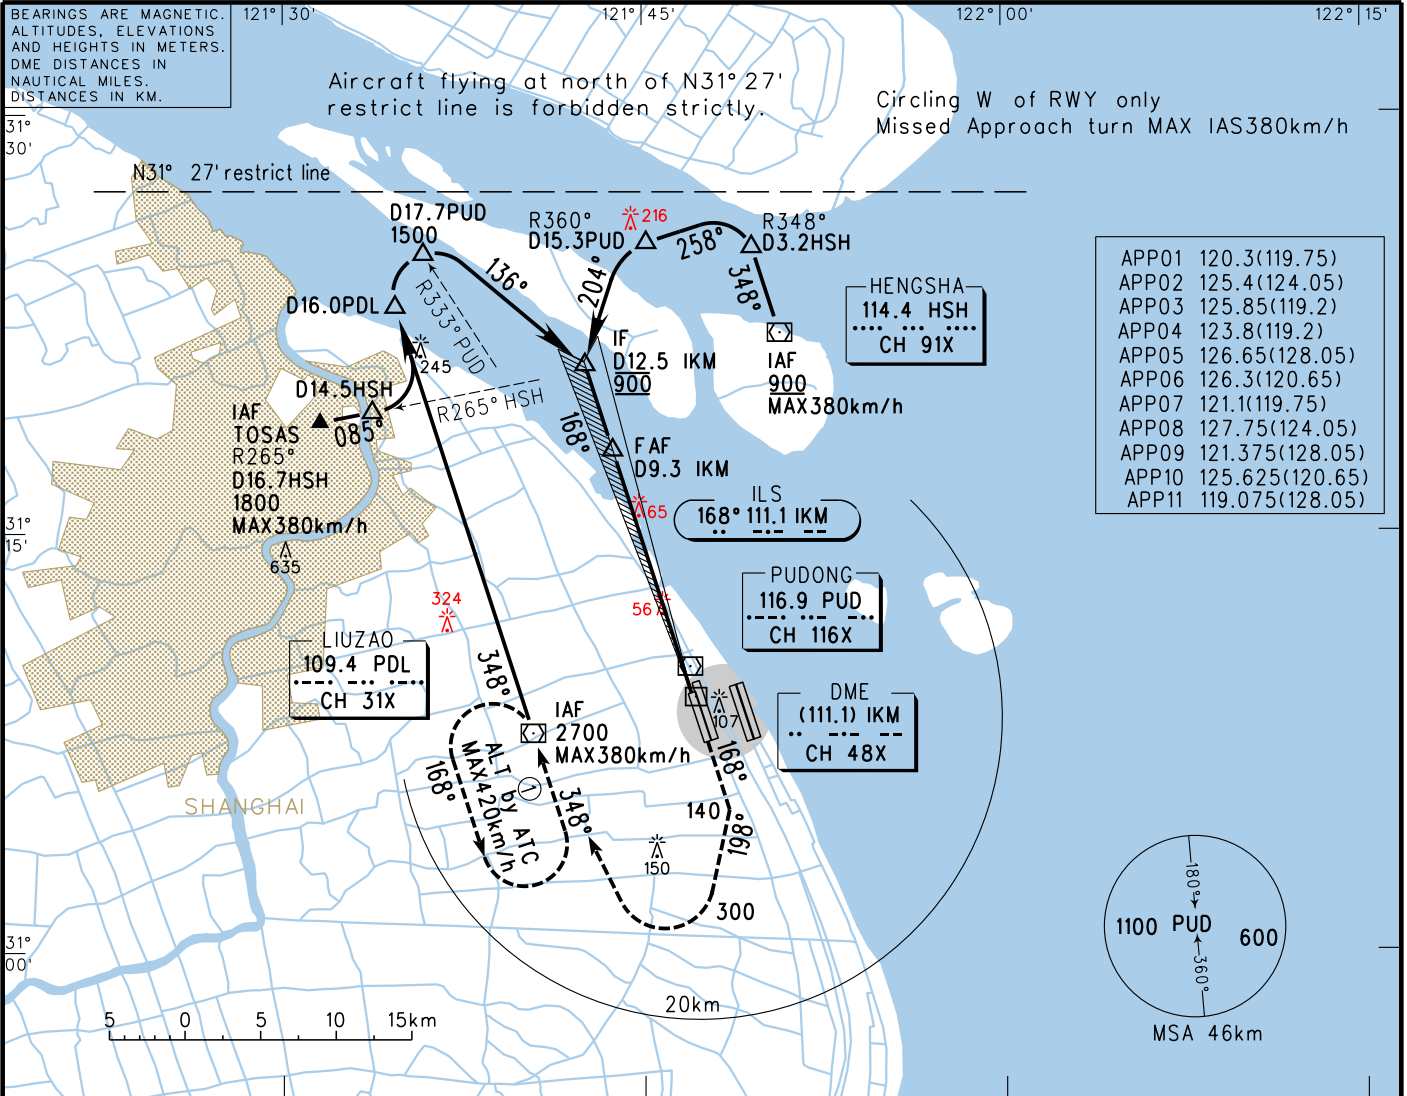 BEARINGS ARE MAGNETIC.
ALTITUDES, ELEVATIONS
AND HEIGHTS IN METERS.
DME DISTANCES IN
NAUTICAL MILES.
DISTANCES IN KM.
121°30'
121°45'
122°00'
122°15'
Aircraft flying at north of N31°27'
restrict line is forbidden strictly.
Circling W of RWY only
Missed Approach turn MAX IAS380km/h
31°
30'
N31° 27' restrict line
D17.7PUD
1500
R360°
D15.3PUD
216
258°
R348°
D3.2HSH
136°
204°
348°
D16.0PDL
R333° PUD
245
HENGSHA
114.4 HSH
CH 91X
APP01 120.3(119.75)
APP02 125.4(124.05)
APP03 125.85(119.2)
APP04 123.8(119.2)
APP05 126.65(128.05)
APP06 126.3(120.65)
APP07 121.1(119.75)
APP08 127.75(124.05)
APP09 121.375(128.05)
APP10 125.625(120.65)
APP11 119.075(128.05)
IF
D12.5 IKM
900
IAF
900
MAX380km/h
D14.5HSH
R265° HSH
085°
IAF
TOSAS
R265°
D16.7HSH
1800
MAX380km/h
168°
FAF
D9.3 IKM
65
ILS
168° 111.1 IKM
31°
15'
635
324
56
PUDONG
116.9 PUD
CH 116X
LIUZAO
109.4 PDL
CH 31X
348°
IAF
2700
MAX380km/h
107
DME
(111.1) IKM
CH 48X
168°
168°
ALT by ATC
MAX420km/h
1
348°
140
198°
150
300
SHANGHAI
31°
00'
20km
5 0 5 10 15km
180°
1100 PUD 600
360°
MSA 46km